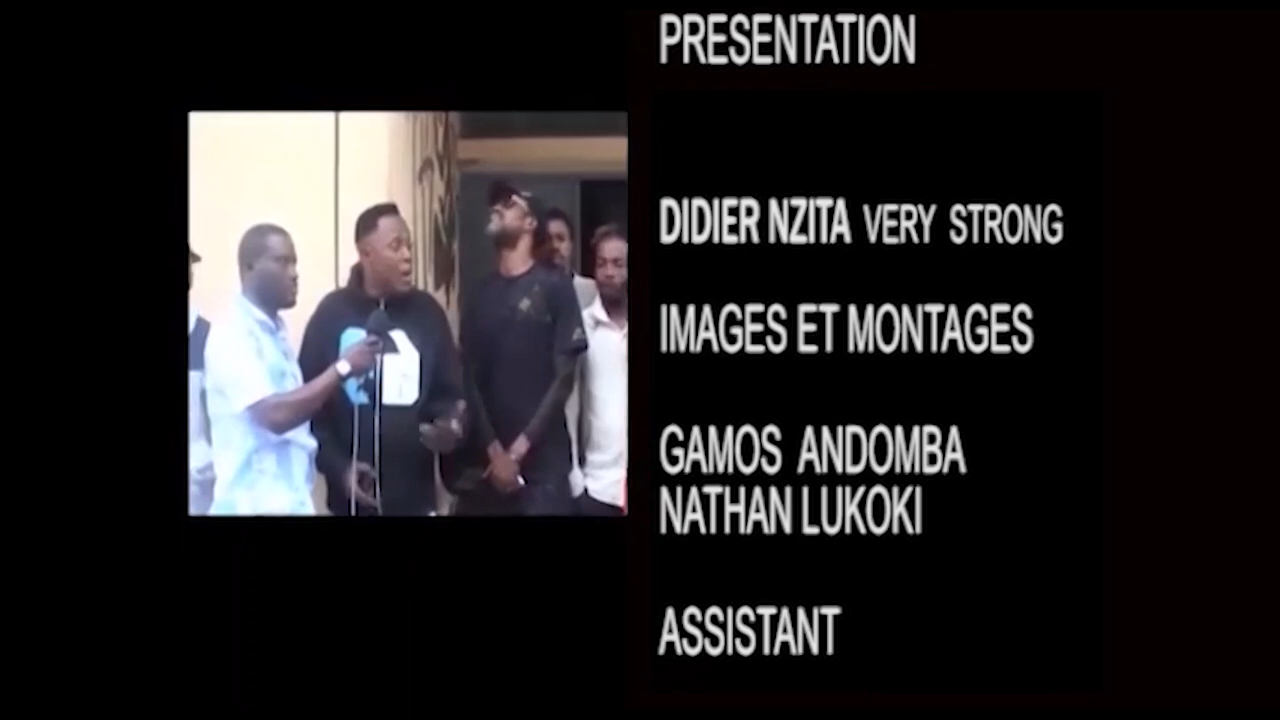 PRESENTATION
DIDIER NZITA VERY STRONG
IMAGES ET MONTAGES
GAMOS ANDOMBA
NATHAN LUKOKI
ASSISTANT